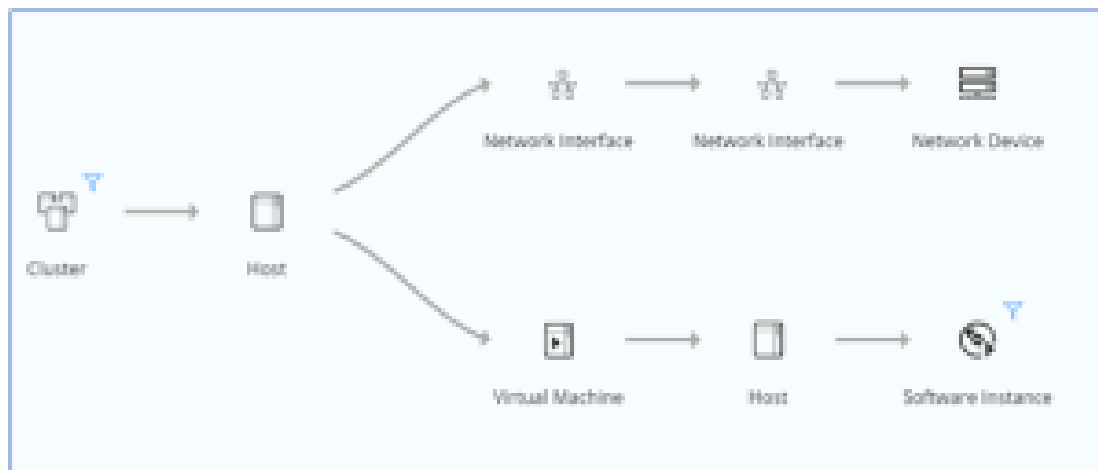 Network Interface
Network Interface
Network Device
Cluster
Host
Virtual Machine
Host
Software Instance